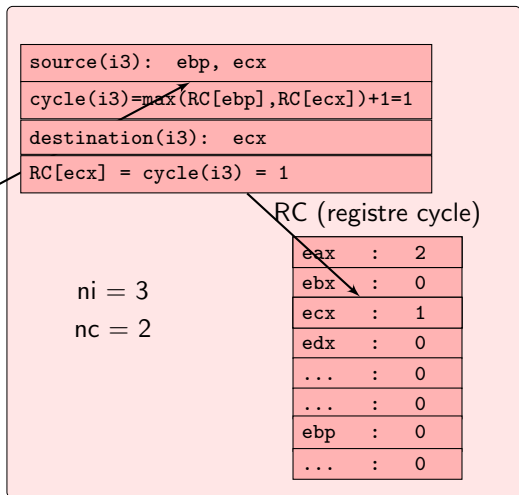 source(i3): ebp, ecx
cycle(i3)=max(RC[ebp],RC[ecx])+1=1
destination(i3): ecx
RC[ecx] = cycle(i3) = 1
RC (registre cycle)
eax : 2
ebx : 0
ecx : 1
edx : 0
... : 0
... : 0
ebp : 0
... : 0
ni = 3
nc = 2